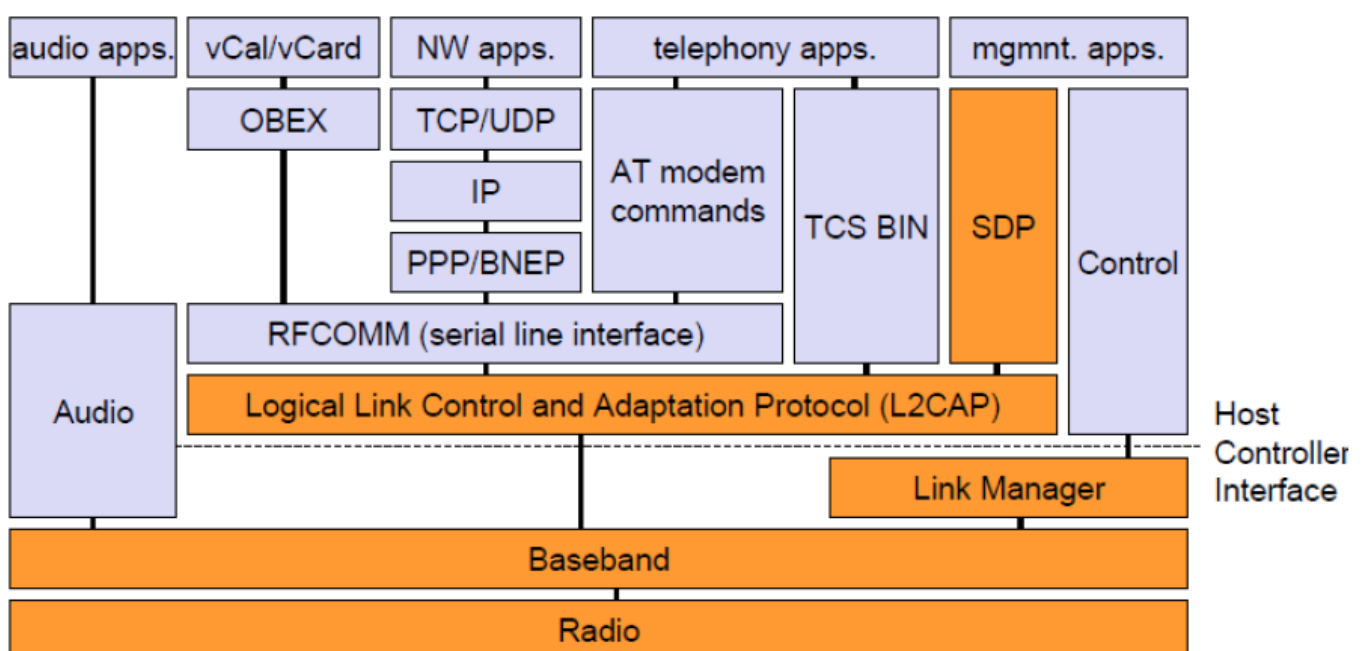 audio apps.
vCal/vCard
NW apps.
telephony apps.
mgmnt. apps.
OBEX
TCP/UDP
AT modem
commands
TCS BIN
SDP
Control
IP
PPP/BNEP
Audio
RFCOMM (serial line interface)
Logical Link Control and Adaptation Protocol (L2CAP)
Host
Controller
Interface
Link Manager
Baseband
Radio